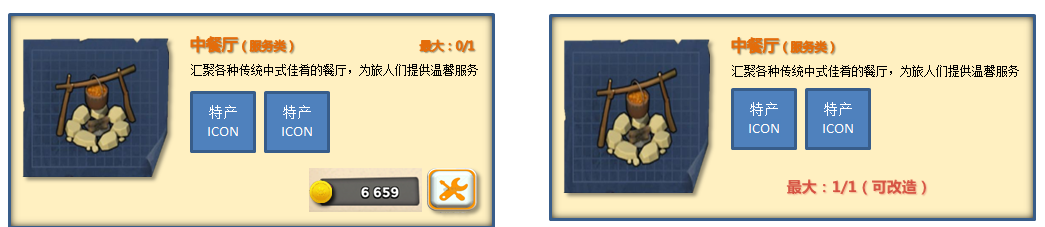 中餐厅（服务类） 最大：0/1
汇聚各种传统中式佳肴的餐厅，为旅人们提供温馨服务
特产 特产
ICON ICON
6 659
中餐厅（服务类）
汇聚各种传统中式佳肴的餐厅，为旅人们提供温馨服务
特产 特产
ICON ICON
最大：1/1（可改造）